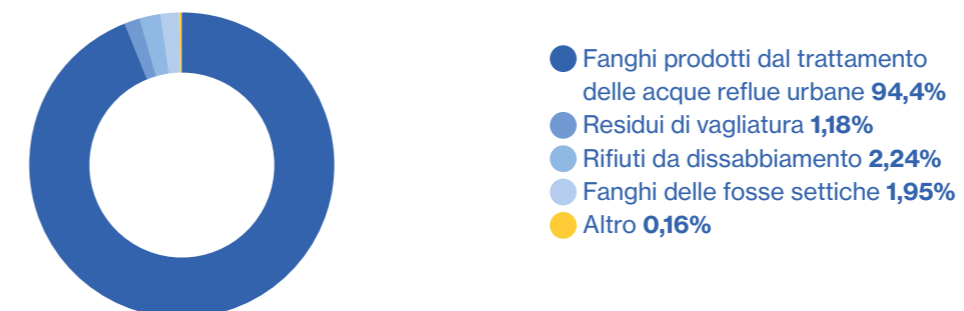 Fanghi prodotti dal trattamento
delle acque reflue urbane 94,4%
Residui di vagliatura 1,18%
Rifiuti da dissabbiamento 2,24%
Fanghi delle fosse settiche 1,95%
Altro 0,16%